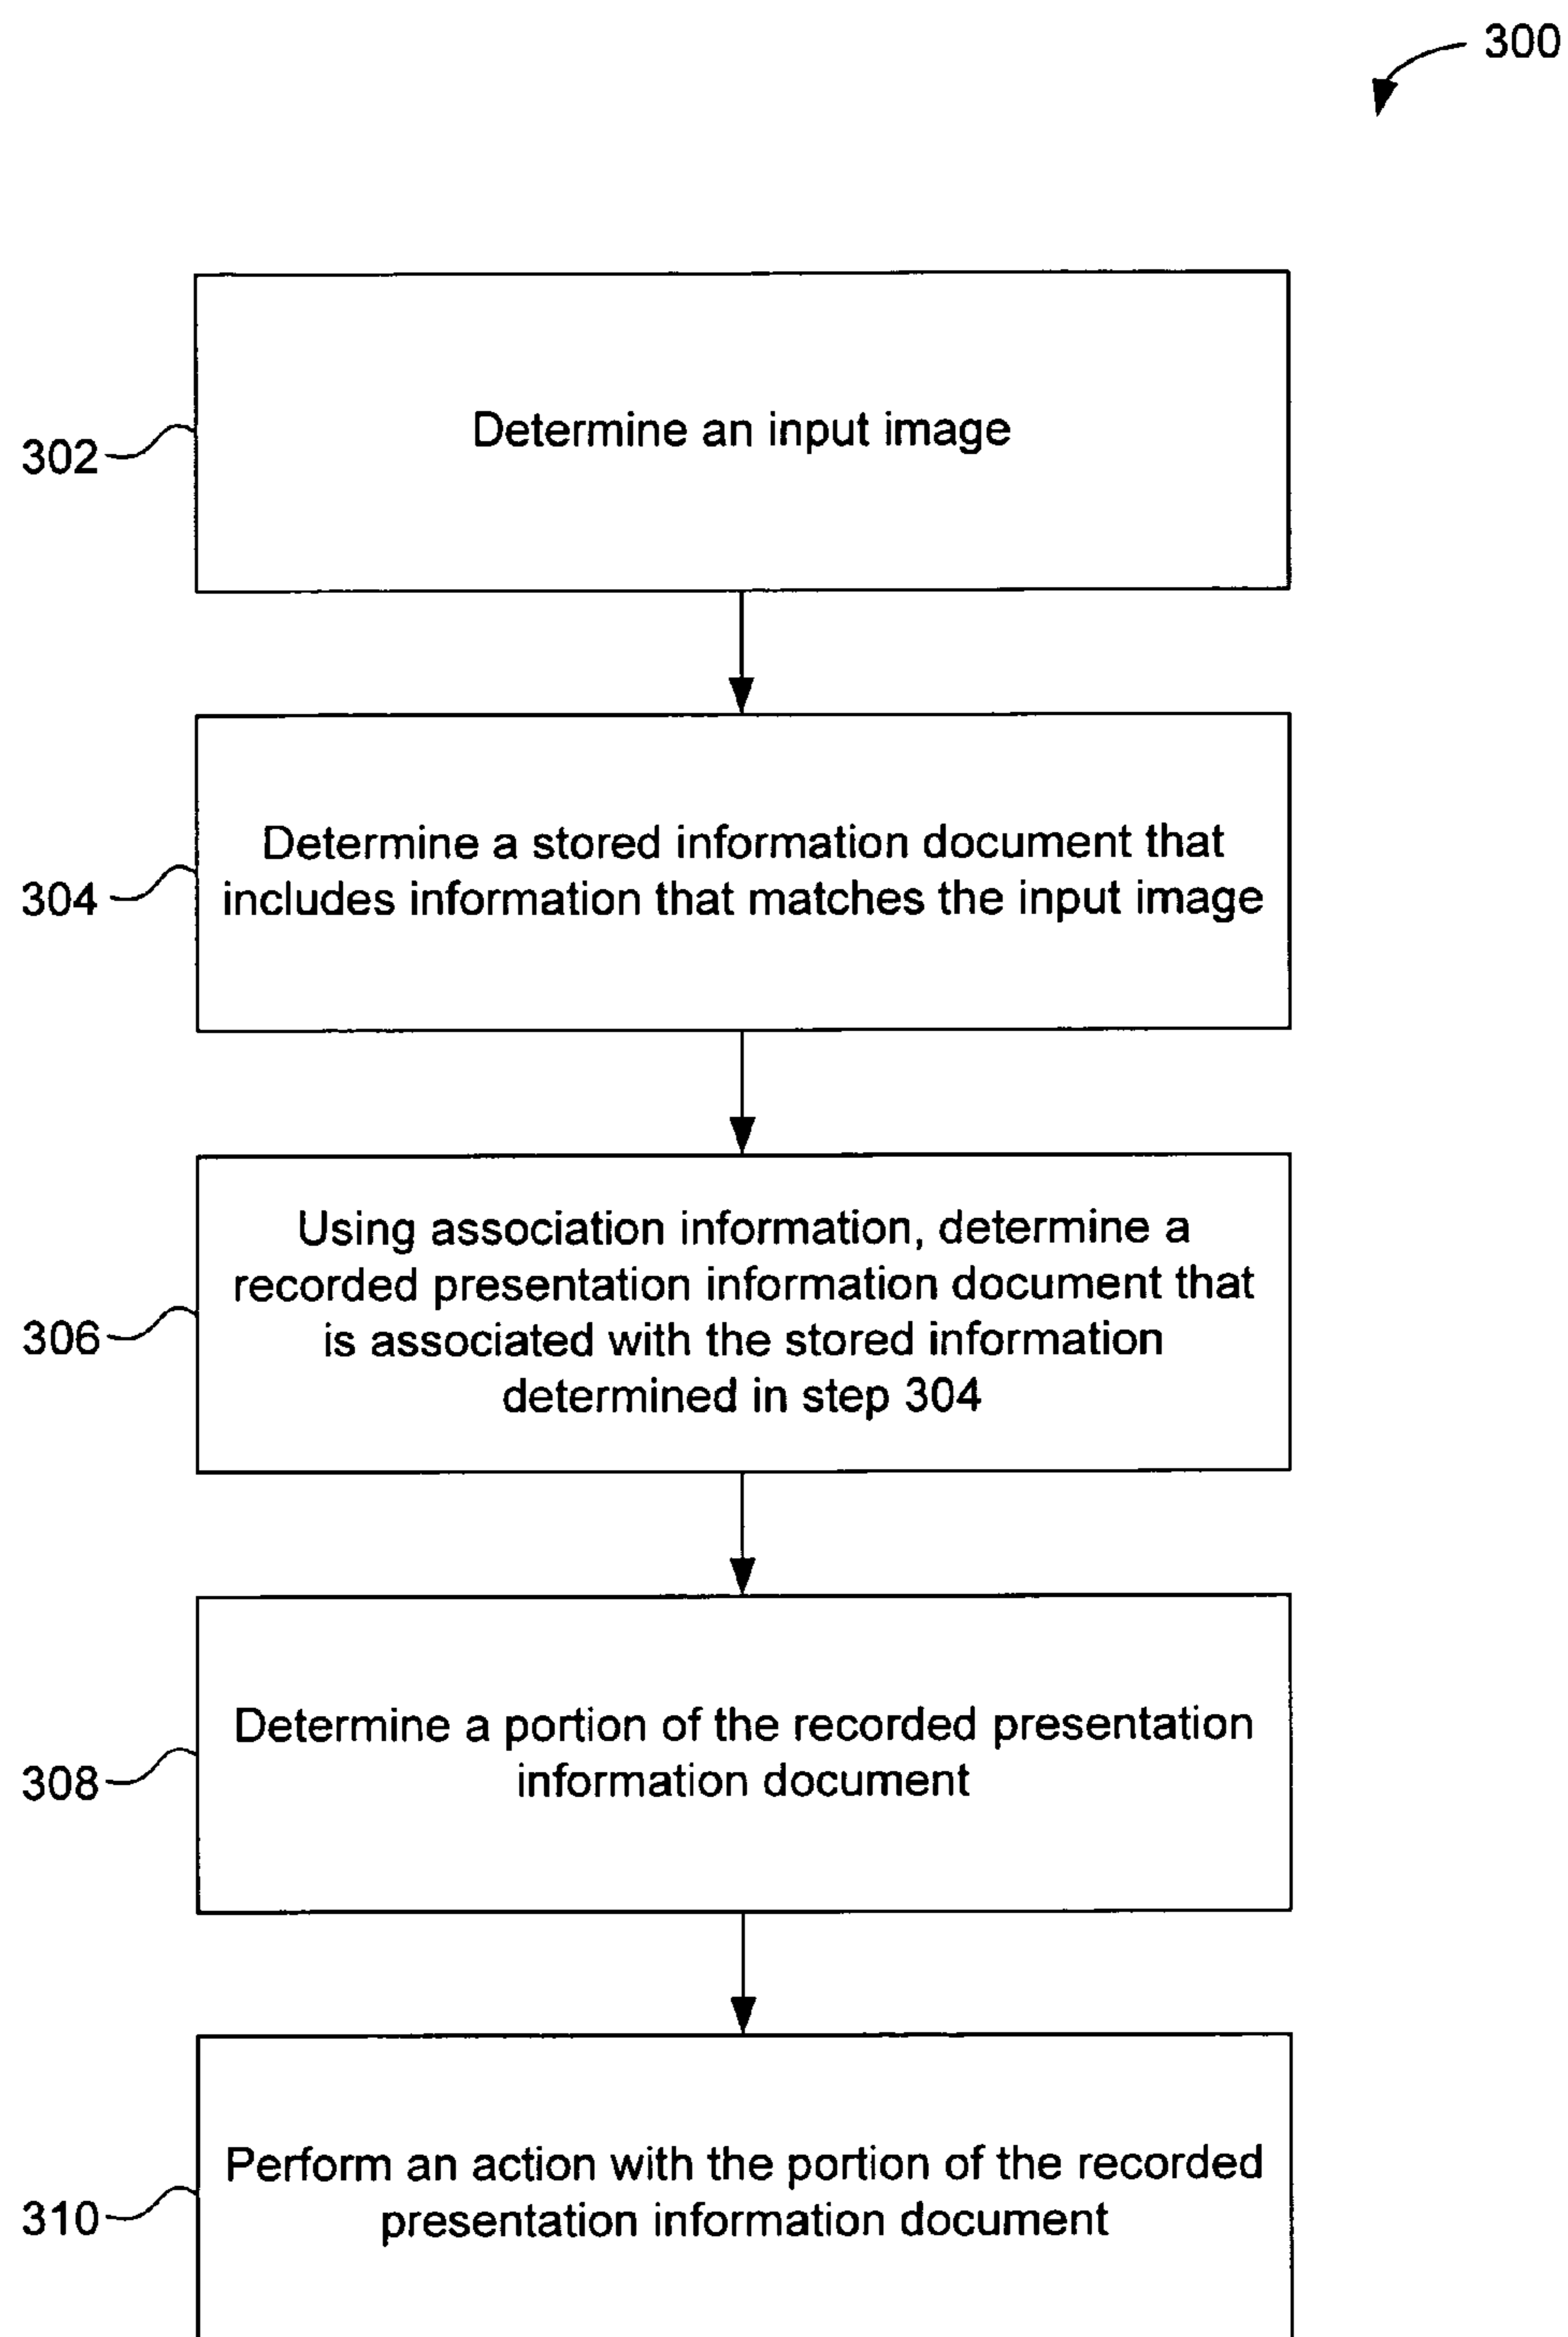 300
Determine an input image
302
Determine a stored information document that
includes information that matches the input image
304
Using association information, determine a
recorded presentation information document that
is associated with the stored information
determined in step 304
306
Determine a portion of the recorded presentation
information document
308
Perform an action with the portion of the recorded
presentation information document
310